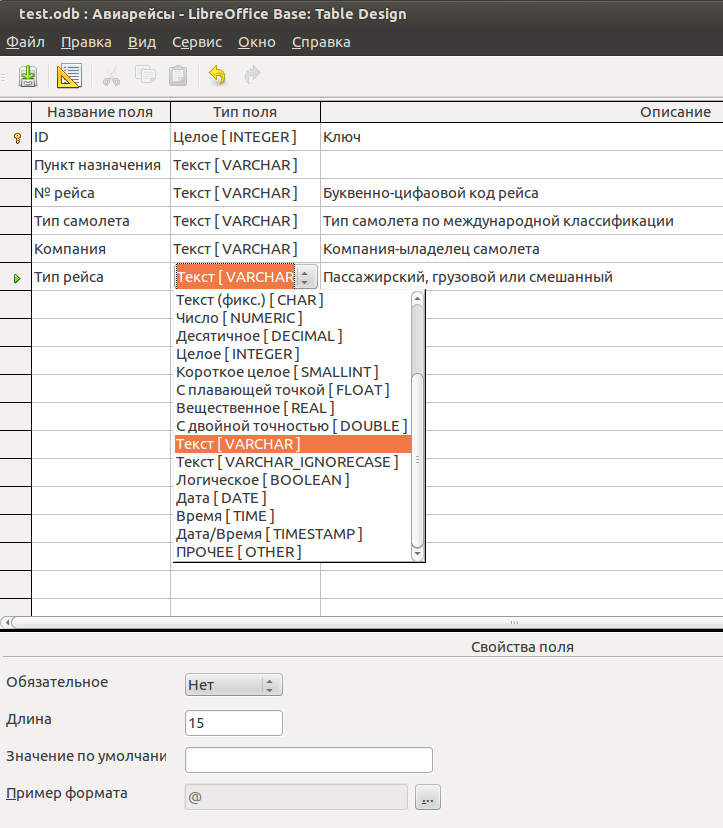 test.odb : Авиарейсы - LibreOffice Base: Table Design
Файл Правка Вид Сервис Окно Справка
Название поля Тип поля Описание
ID Целое [ INTEGER ] Ключ
Пункт назначения Текст [ VARCHAR ]
№ рейса Текст [ VARCHAR ] Буквенно-цифаовой код рейса
Тип самолета Текст [ VARCHAR ] Тип самолета по международной классификации
Компания Текст [ VARCHAR ] Компания-ыладелец самолета
Тип рейса Текст [ VARCHAR Пассажирский, грузовой или смешанный
Текст (фикс.) [ CHAR ]
Число [ NUMERIC ]
Десятичное [ DECIMAL ]
Целое [ INTEGER ]
Короткое целое [ SMALLINT ]
С плавающей точкой [ FLOAT ]
Вещественное [ REAL ]
С двойной точностью [ DOUBLE ]
Текст [ VARCHAR ]
Текст [ VARCHAR_IGNORECASE ]
Логическое [ BOOLEAN ]
Дата [ DATE ]
Время [ TIME ]
Дата/Время [ TIMESTAMP ]
ПРОЧЕЕ [ OTHER ]
Свойства поля
Обязательное Нет
Длина 15
Значение по умолчани
Пример формата @ ...